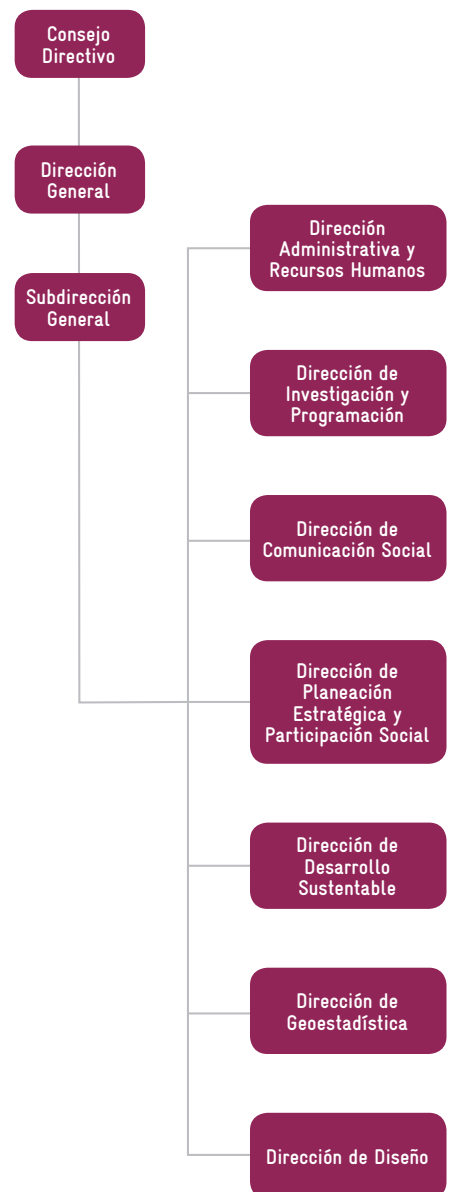 Consejo
Directivo
Dirección
General
Subdirección
General
Dirección
Administrativa y
Recursos Humanos
Dirección de
Investigación y
Programación
Dirección de
Comunicación Social
Dirección de
Planeación
Estratégica y
Participación Social
Dirección de
Desarrollo
Sustentable
Dirección de
Geoestadística
Dirección de Diseño